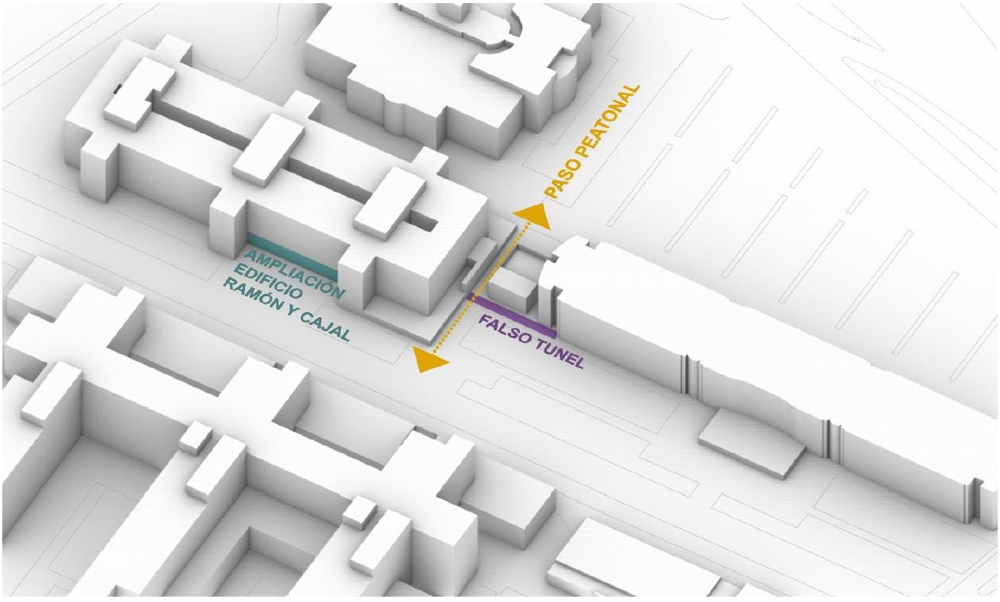 PASO PEATONAL
AMPLIACIÓN
EDIFICIO
RAMÓN Y CAJAL
FALSO TUNEL